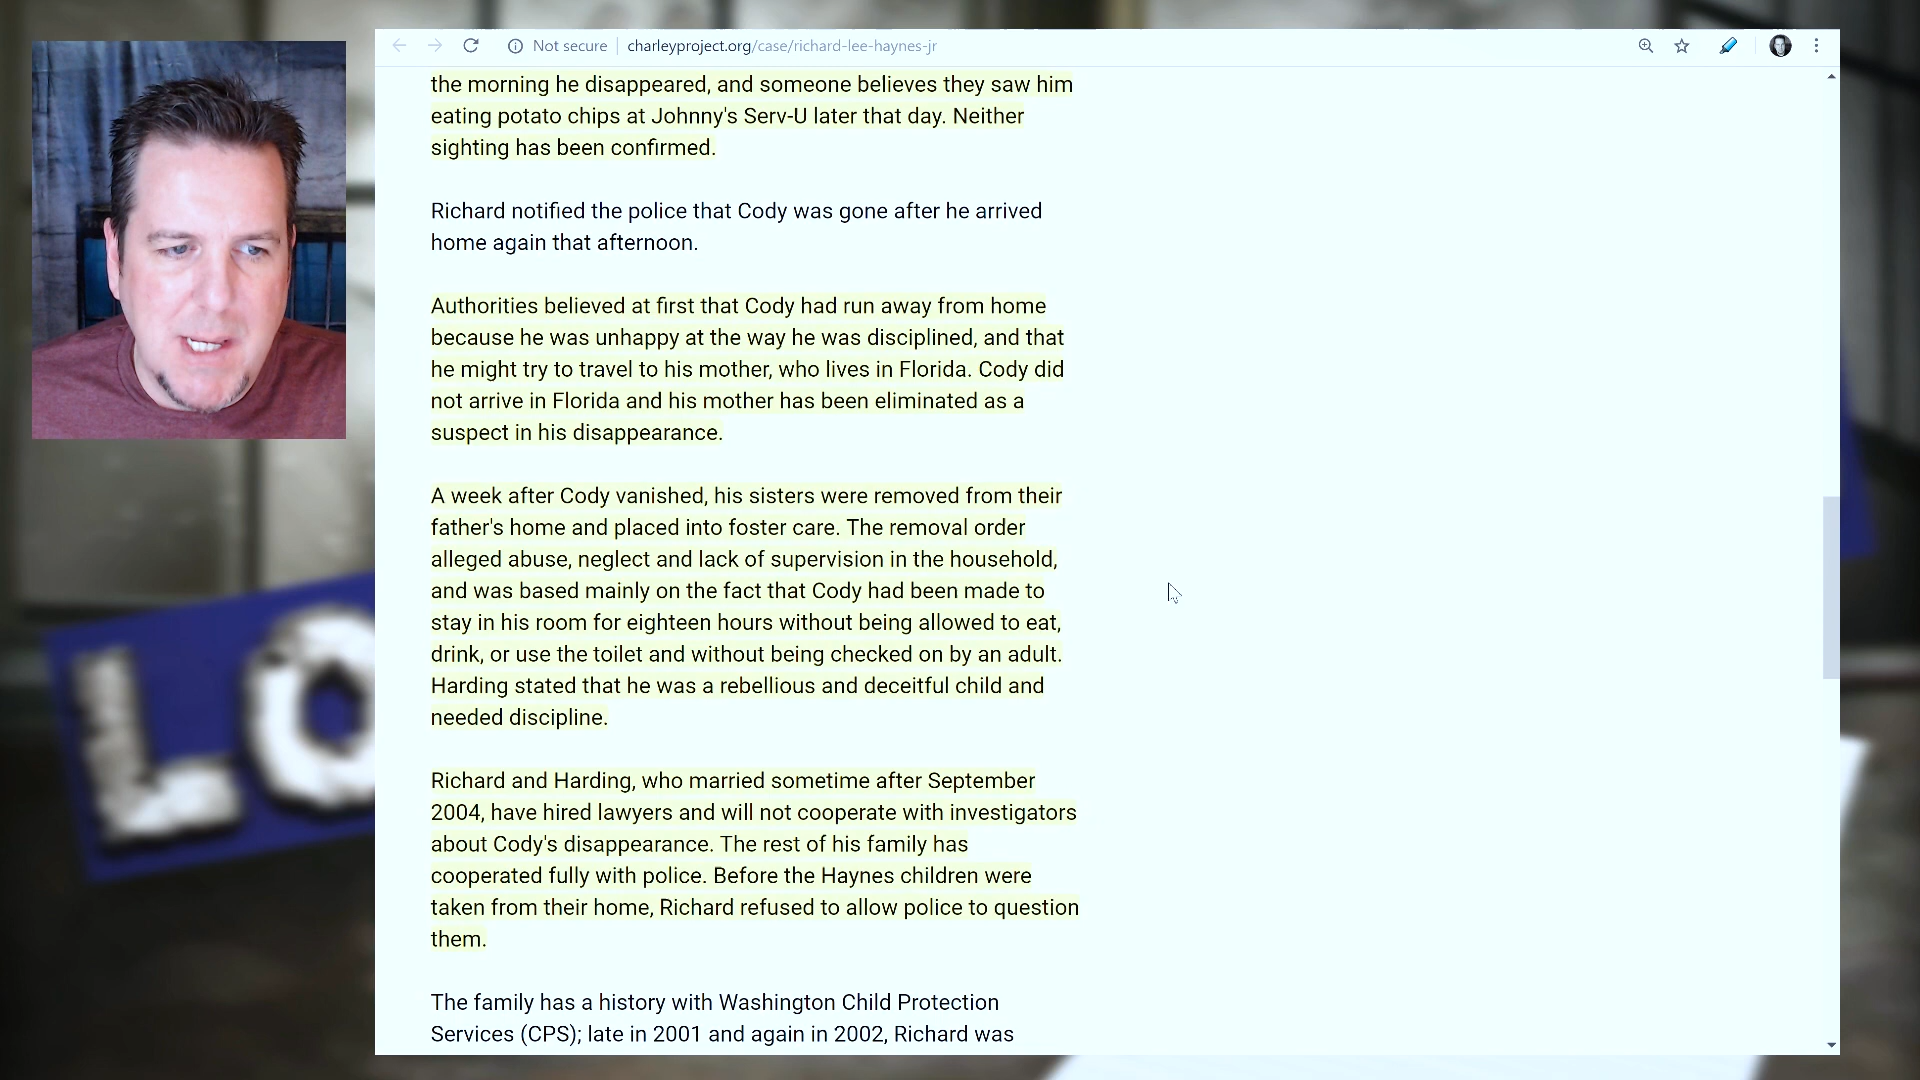 Not secure
charleyproject.org/case/richard-lee-haynes-jr
the morning he disappeared, and someone believes they saw him
eating potato chips at Johnny's Serv-U later that day. Neither
sighting has been confirmed.
Richard notified the police that Cody was gone after he arrived
home again that afternoon.
Authorities believed at first that Cody had run away from home
because he was unhappy at the way he was disciplined, and that
he might try to travel to his mother, who lives in Florida. Cody did
not arrive in Florida and his mother has been eliminated as a
suspect in his disappearance.
A week after Cody vanished, his sisters were removed from their
father's home and placed into foster care. The removal order
alleged abuse, neglect and lack of supervision in the household,
and was based mainly on the fact that Cody had been made to
stay in his room for eighteen hours without being allowed to eat,
drink, or use the toilet and without being checked on by an adult.
Harding stated that he was a rebellious and deceitful child and
needed discipline.
Richard and Harding, who married sometime after September
2004, have hired lawyers and will not cooperate with investigators
about Cody's disappearance. The rest of his family has
cooperated fully with police. Before the Haynes children were
taken from their home, Richard refused to allow police to question
them.
The family has a history with Washington Child Protection
Services (CPS); late in 2001 and again in 2002, Richard was
LO